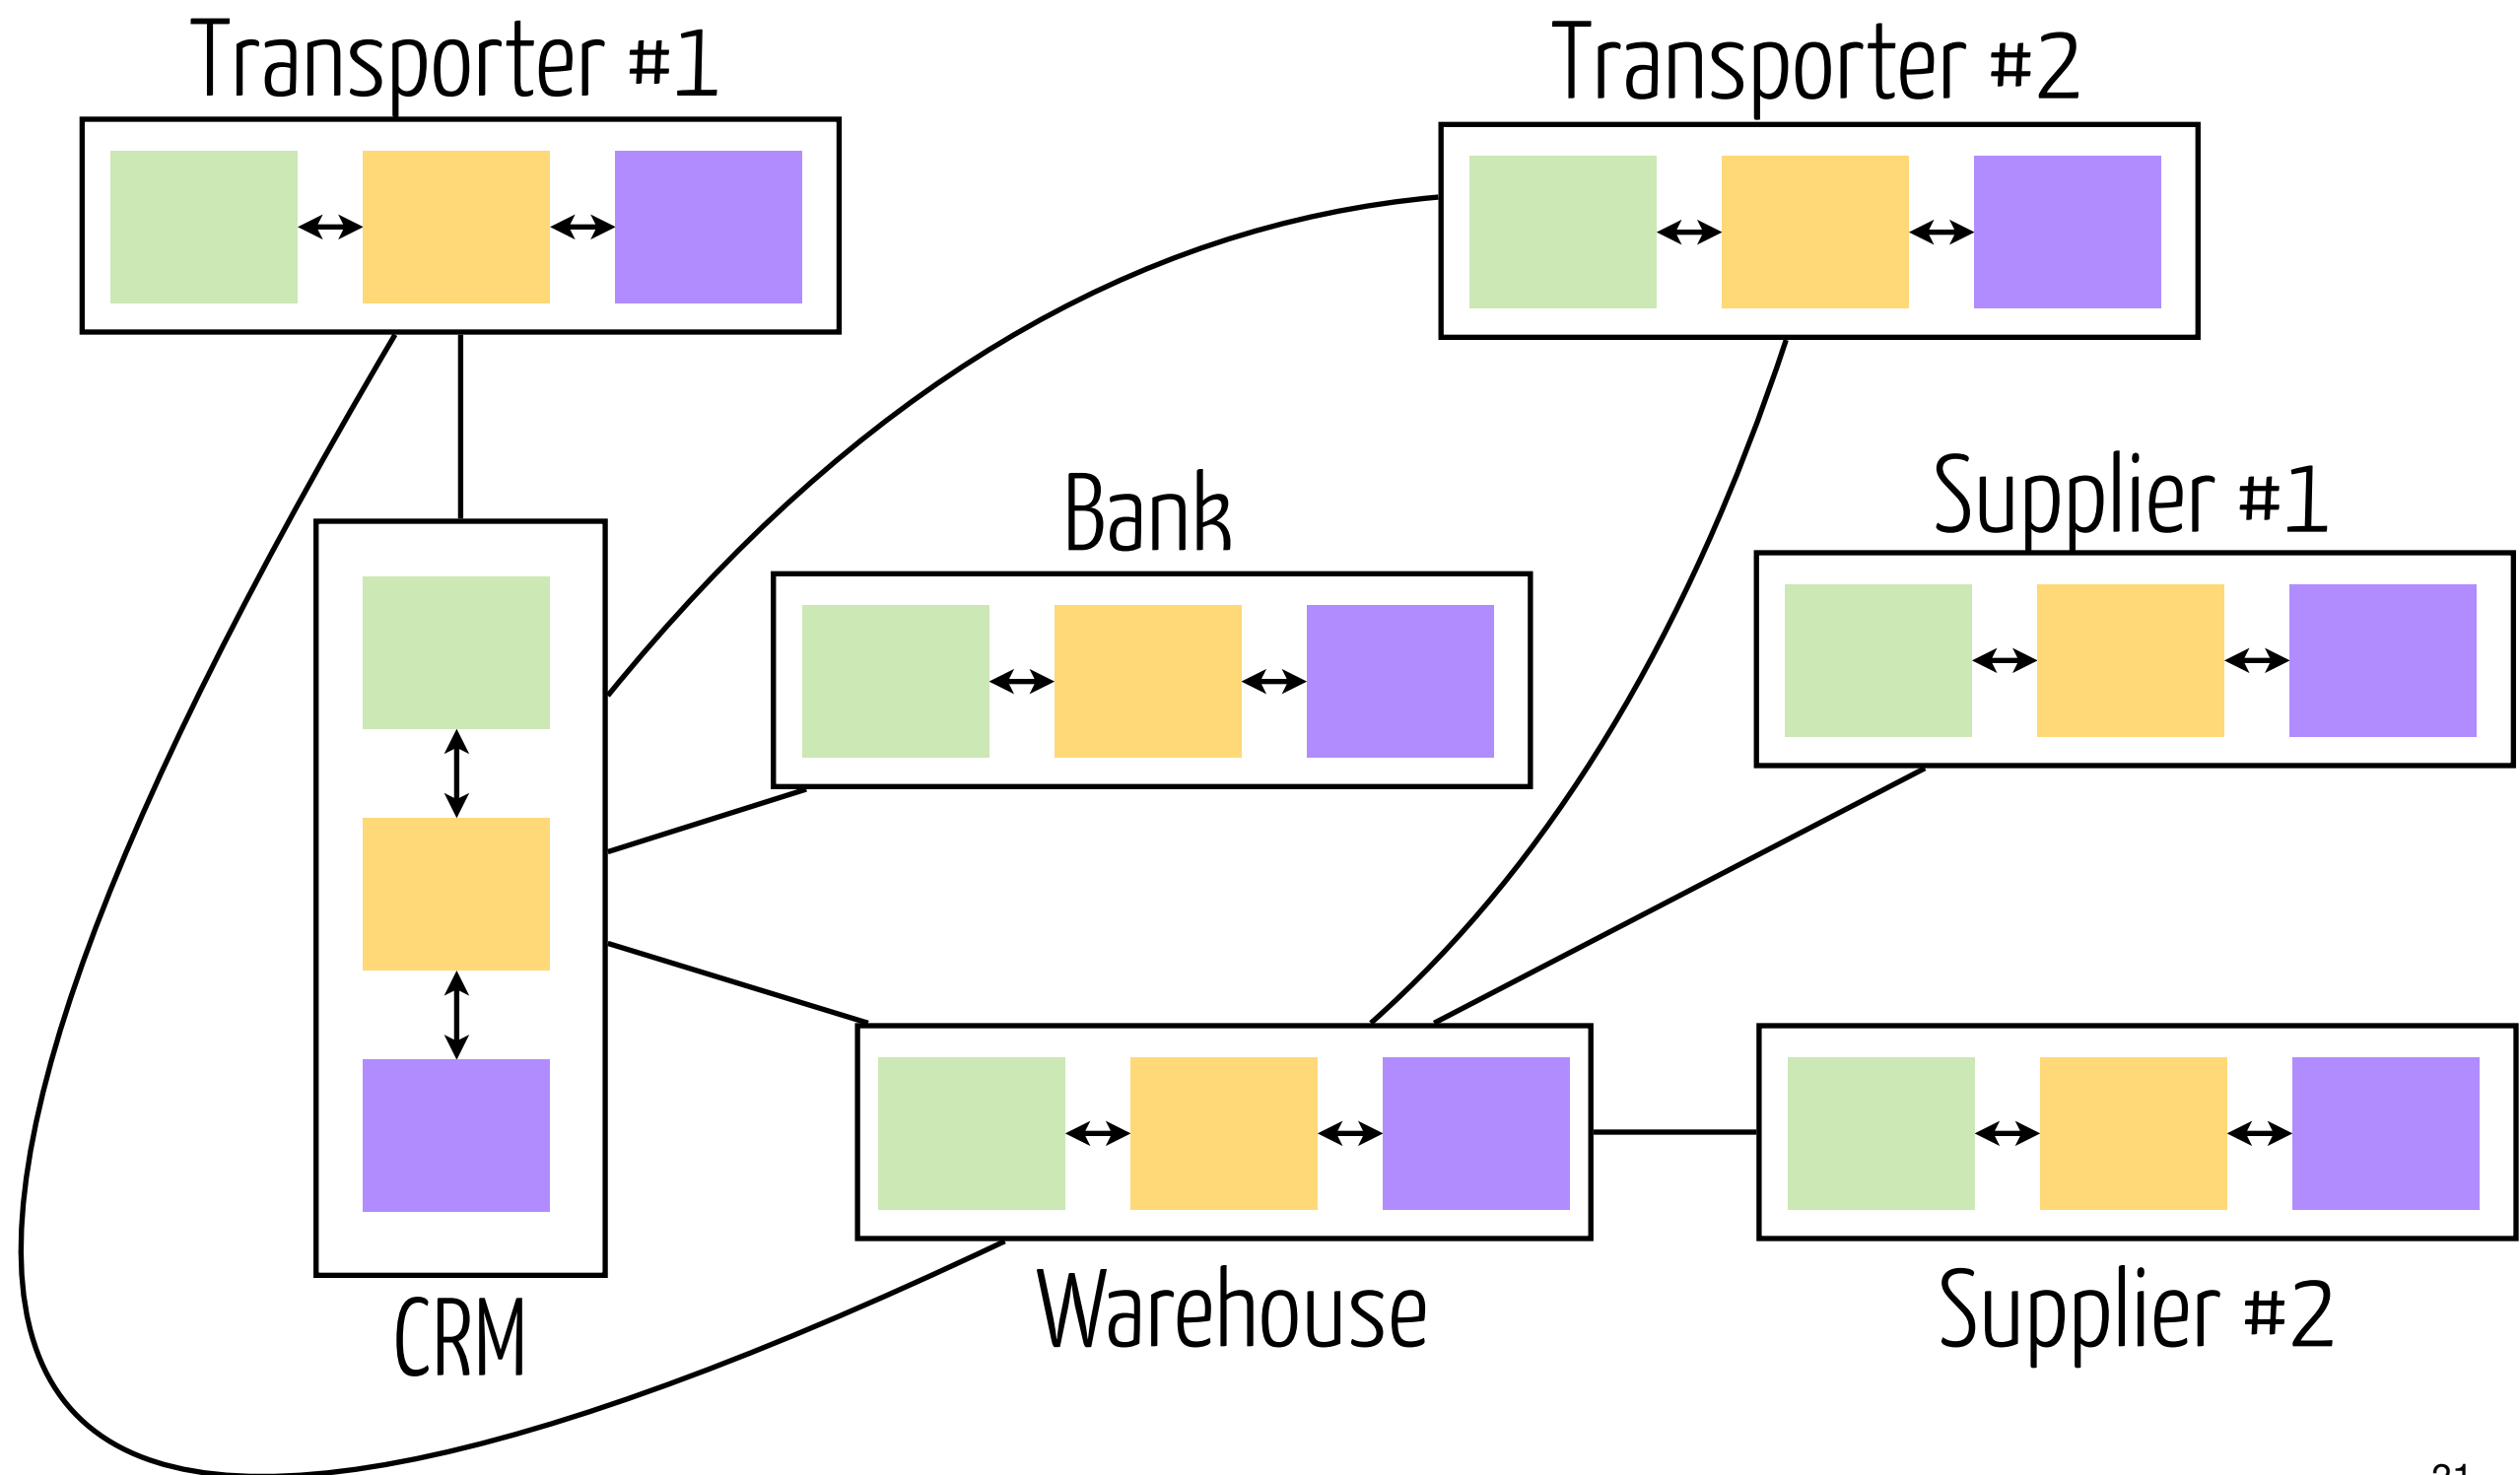 Transporter #1
Transporter #2
Bank
Supplier #1
CRM
Warehouse
Supplier #2